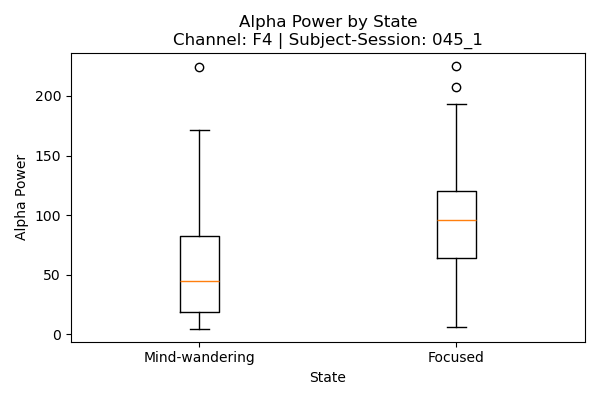 Alpha Power by State
Channel: F4 | Subject-Session: 045_1
Alpha Power
200
150
100
50
0
Mind-wandering
Focused
State